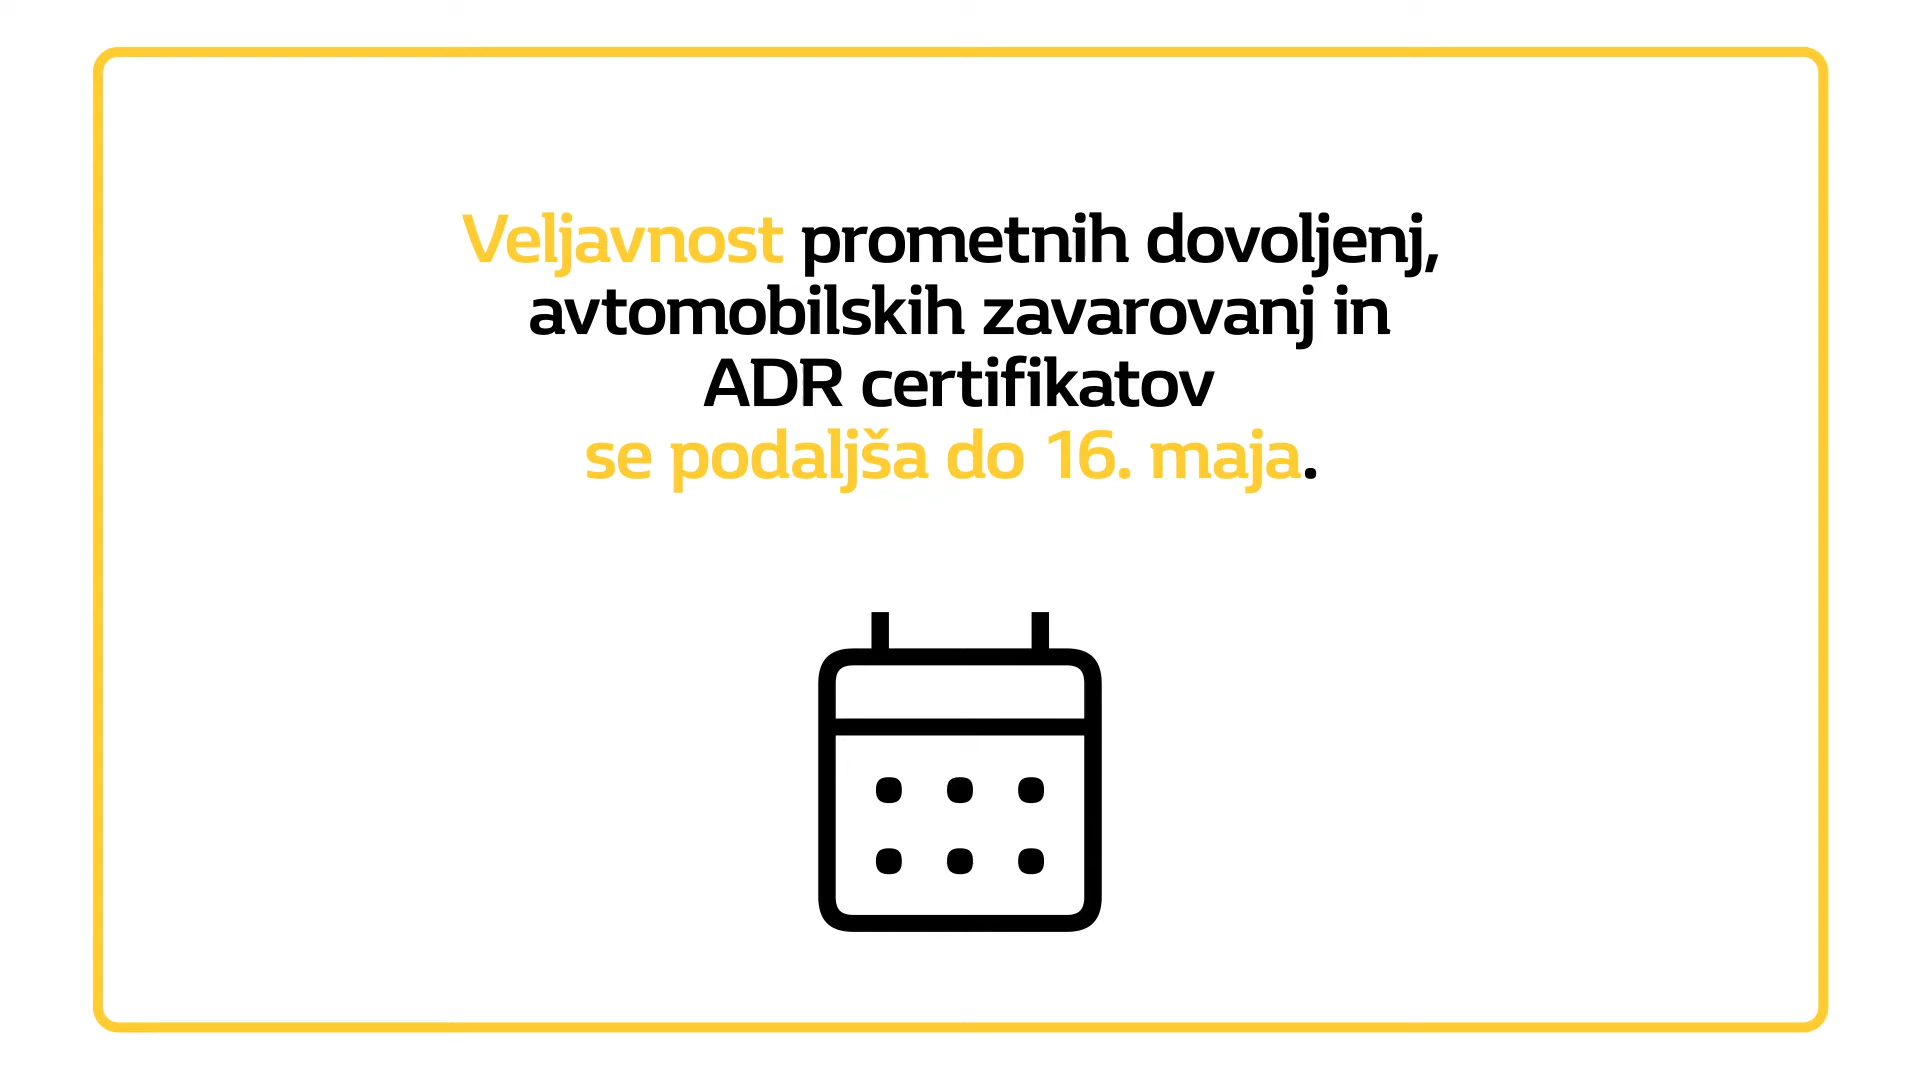 Veljavnost prometnih dovoljenj,
avtomobilskih zavarovanj in
ADR certifikatov
se podaljša do 16. maja.